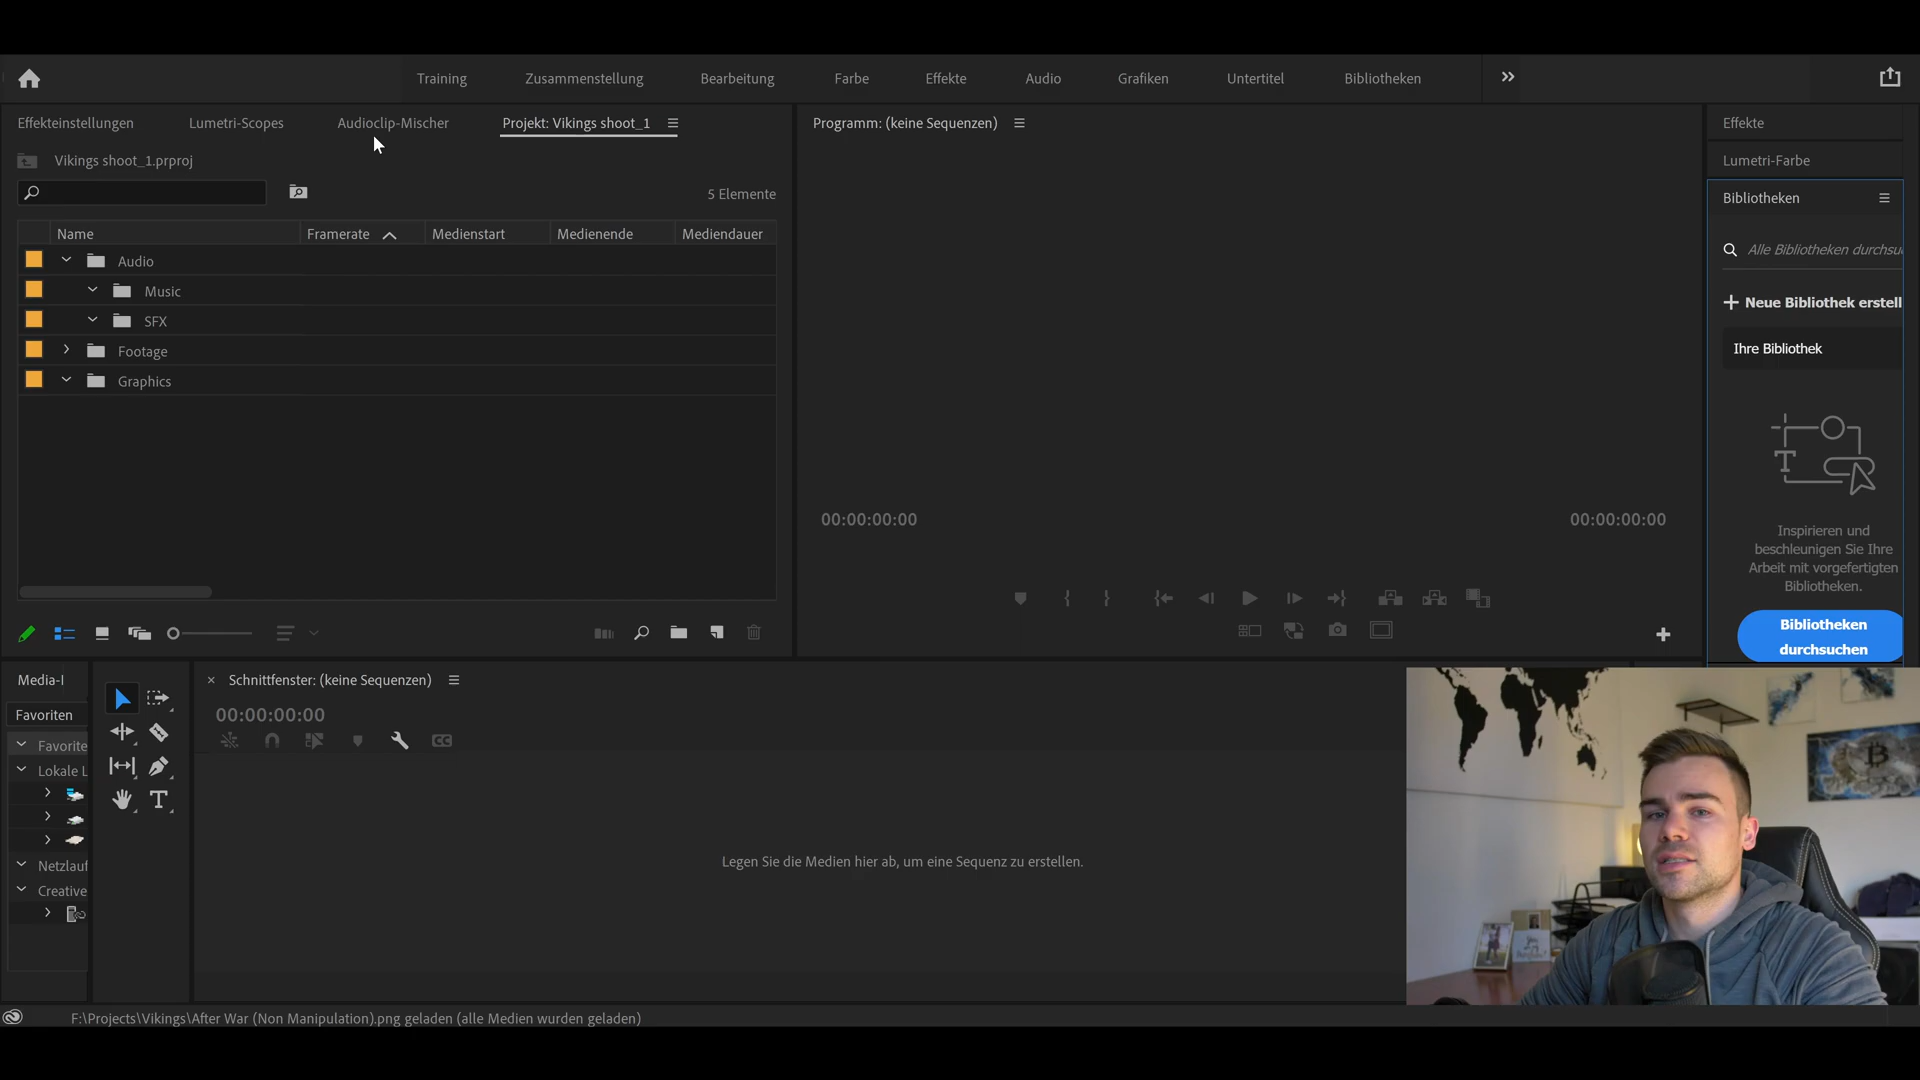 Training Zusammenstellung Bearbeitung Farbe Effekte Audio Grafiken Untertitel Bibliotheken
Effekteinstellungen Lumetri-Scopes Audioclip-Mischer Projekt: Vikings shoot_1
Vikings shoot_1.prproj
5 Elemente
Name Framerate Medienstart Medienende Mediendauer
Audio
Music
SFX
Footage
Graphics
Programm: (keine Sequenzen)
00:00:00:00 00:00:00:00
Effekte
Lumetri-Farbe
Bibliotheken
Alle Bibliotheken durchsu
Neue Bibliothek erstell
Ihre Bibliothek
Inspirieren und
beschleunigen Sie Ihre
Arbeit mit vorgefertigten
Bibliotheken.
Bibliotheken
durchsuchen
Media-
Favoriten
Favorite
Lokale L
Netzlauf
Creative
Schnittfenster: (keine Sequenzen)
00:00:00:00
CC
Legen Sie die Medien hier ab, um eine Sequenz zu erstellen.
F:\Projects\Vikings\After War (Non Manipulation).png geladen (alle Medien wurden geladen)